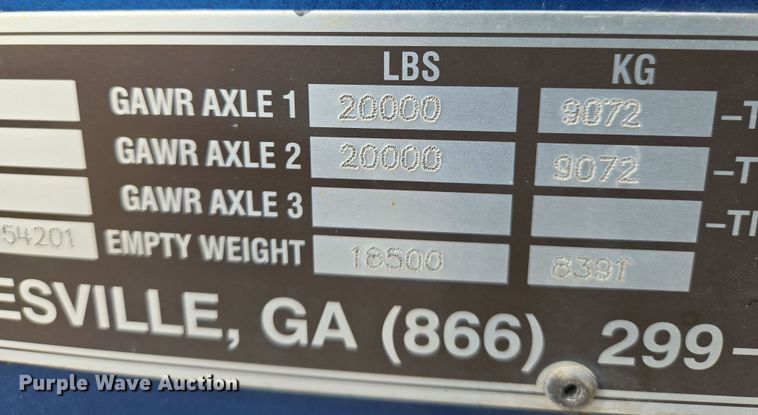 LBS KG
GAWR AXLE 1 20000 9072 –T
GAWR AXLE 2 20000 9072 –T
GAWR AXLE 3 –TI
54201 EMPTY WEIGHT 18500 8391
ESVILLE, GA (866) 299-
Purple Wave Auction